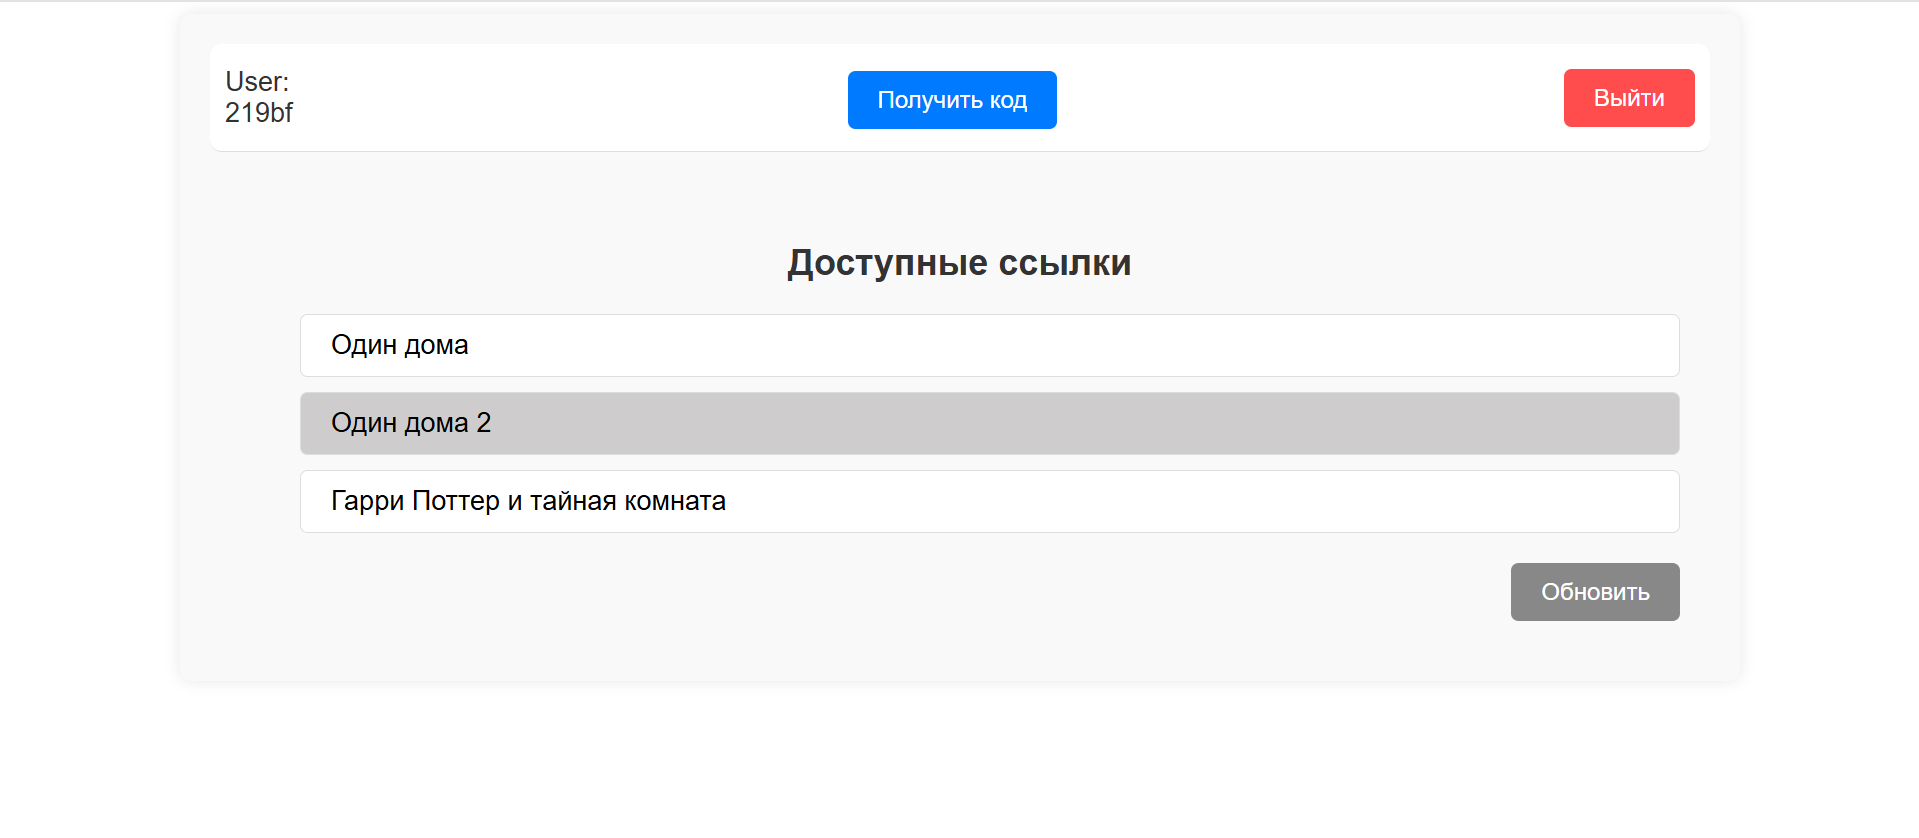 User:
219bf
Получить код
Выйти
Доступные ссылки
Один дома
Один дома 2
Гарри Поттер и тайная комната
Обновить